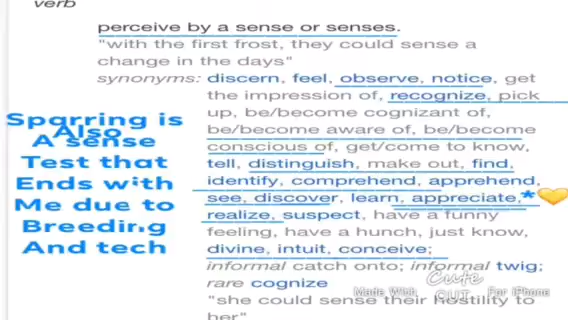 verb
perceive by a sense or senses.
"with the first frost, they could sense a
change in the days"
synonyms: discern, feel, observe, notice, get
the impression of, recognize, pick
up, be/become cognizant of,
be/become aware of, be/become
conscious of, get/come to know,
tell, distinguish, make out, find,
identify, comprehend, apprehend,
see, discover, learn, appreciate,*💛
realize, suspect, have a funny
feeling, have a hunch, just know,
divine, intuit, conceive;
informal catch onto; informal twig;
rare cognize
"she could sense their hostility to
her"
Sparring is
Also
A sense
Test that
Ends with
Me due to
Breeding
And tech
Made With
Cute
CUT
For iPhone